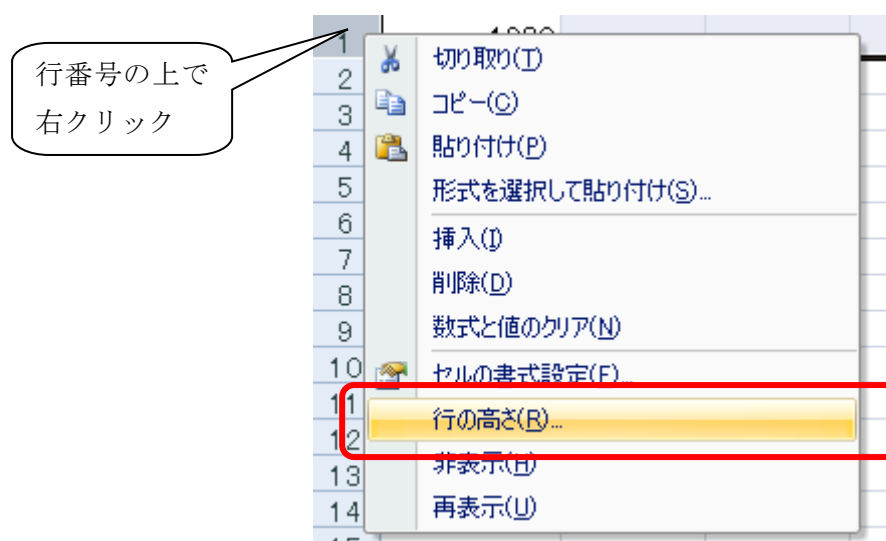 行番号の上で
右クリック
1
2
3
4
5
6
7
8
9
10
11
12
13
14
切り取り(T)
コピー(C)
貼り付け(P)
形式を選択して貼り付け(S)...
挿入(I)
削除(D)
数式と値のクリア(N)
セルの書式設定(F)...
行の高さ(R)...
非表示(H)
再表示(U)